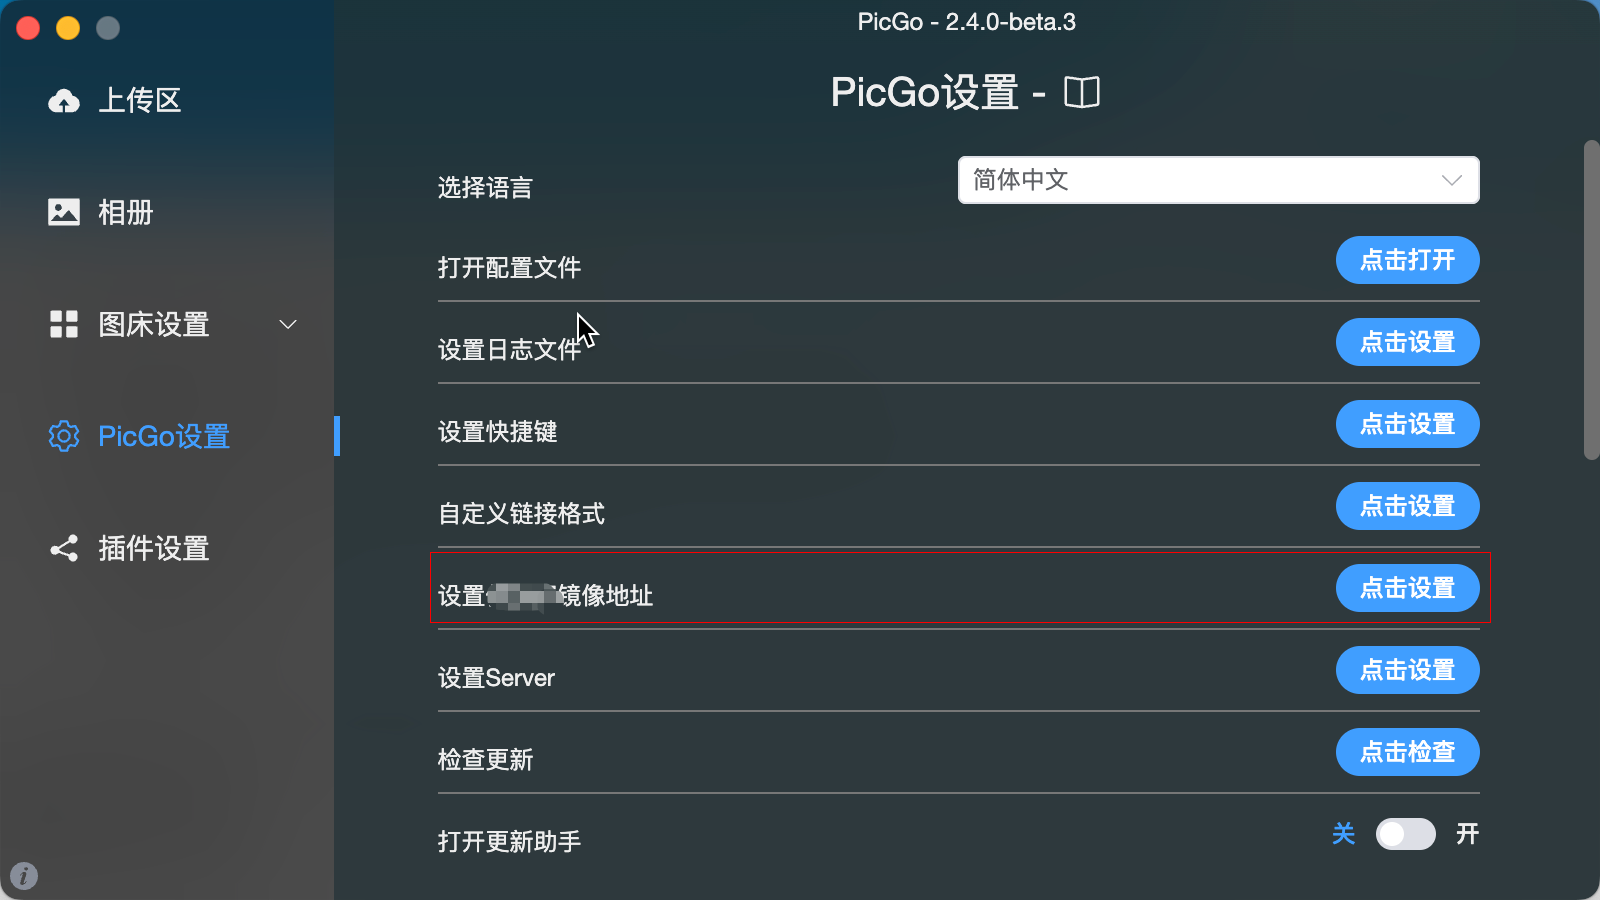 PicGo - 2.4.0-beta.3
PicGo设置 -
上传区
相册
图床设置
PicGo设置
插件设置
选择语言
简体中文
打开配置文件
点击打开
设置日志文件
点击设置
设置快捷键
点击设置
自定义链接格式
点击设置
设置 镜像地址
点击设置
设置Server
点击设置
检查更新
点击检查
打开更新助手
关 开